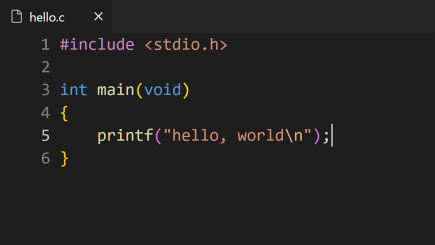 hello.c ×
1 #include <stdio.h>
2
3 int main(void)
4 {
5     printf("hello, world\n");
6 }